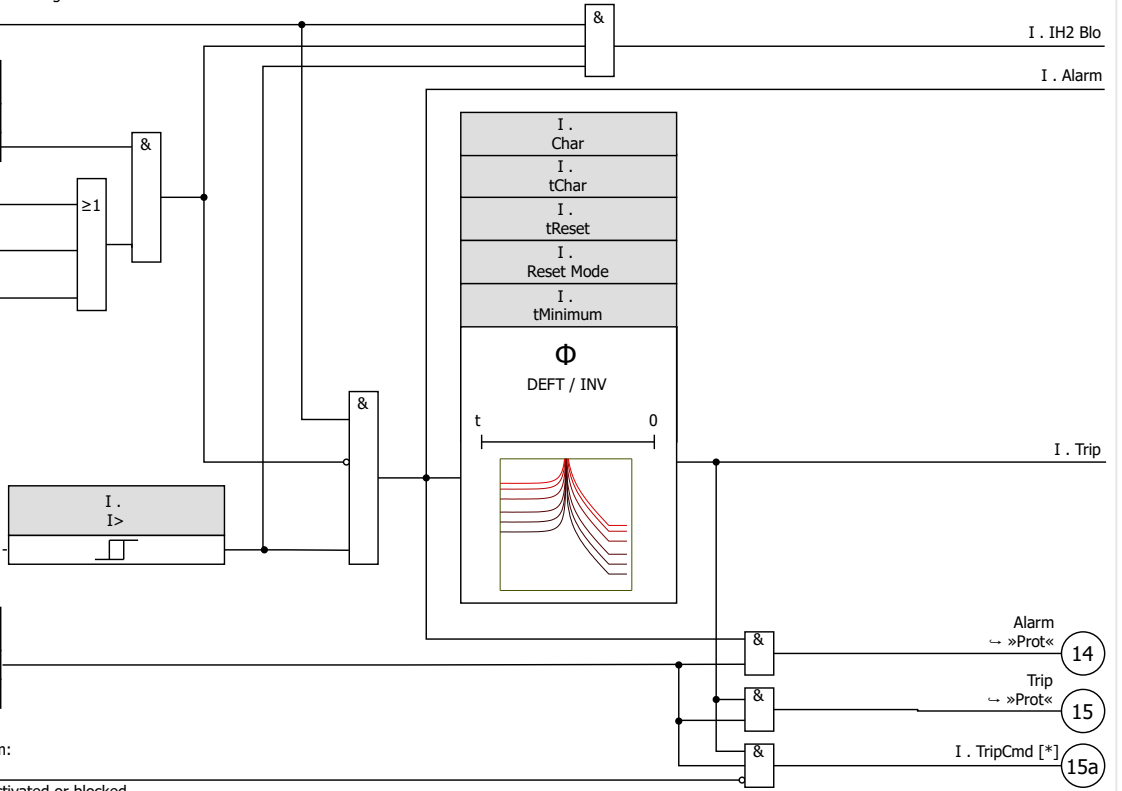 &
I . IH2 Blo
I . Alarm
I .
Char
&
I .
tChar
≥1
I .
tReset
I .
Reset Mode
I .
tMinimum
Φ
DEFT / INV
&
t 0
I . Trip
I .
I>
Alarm
↪ »Prot«
&
14
Trip
↪ »Prot«
&
15
I . TripCmd [*]
&
15a